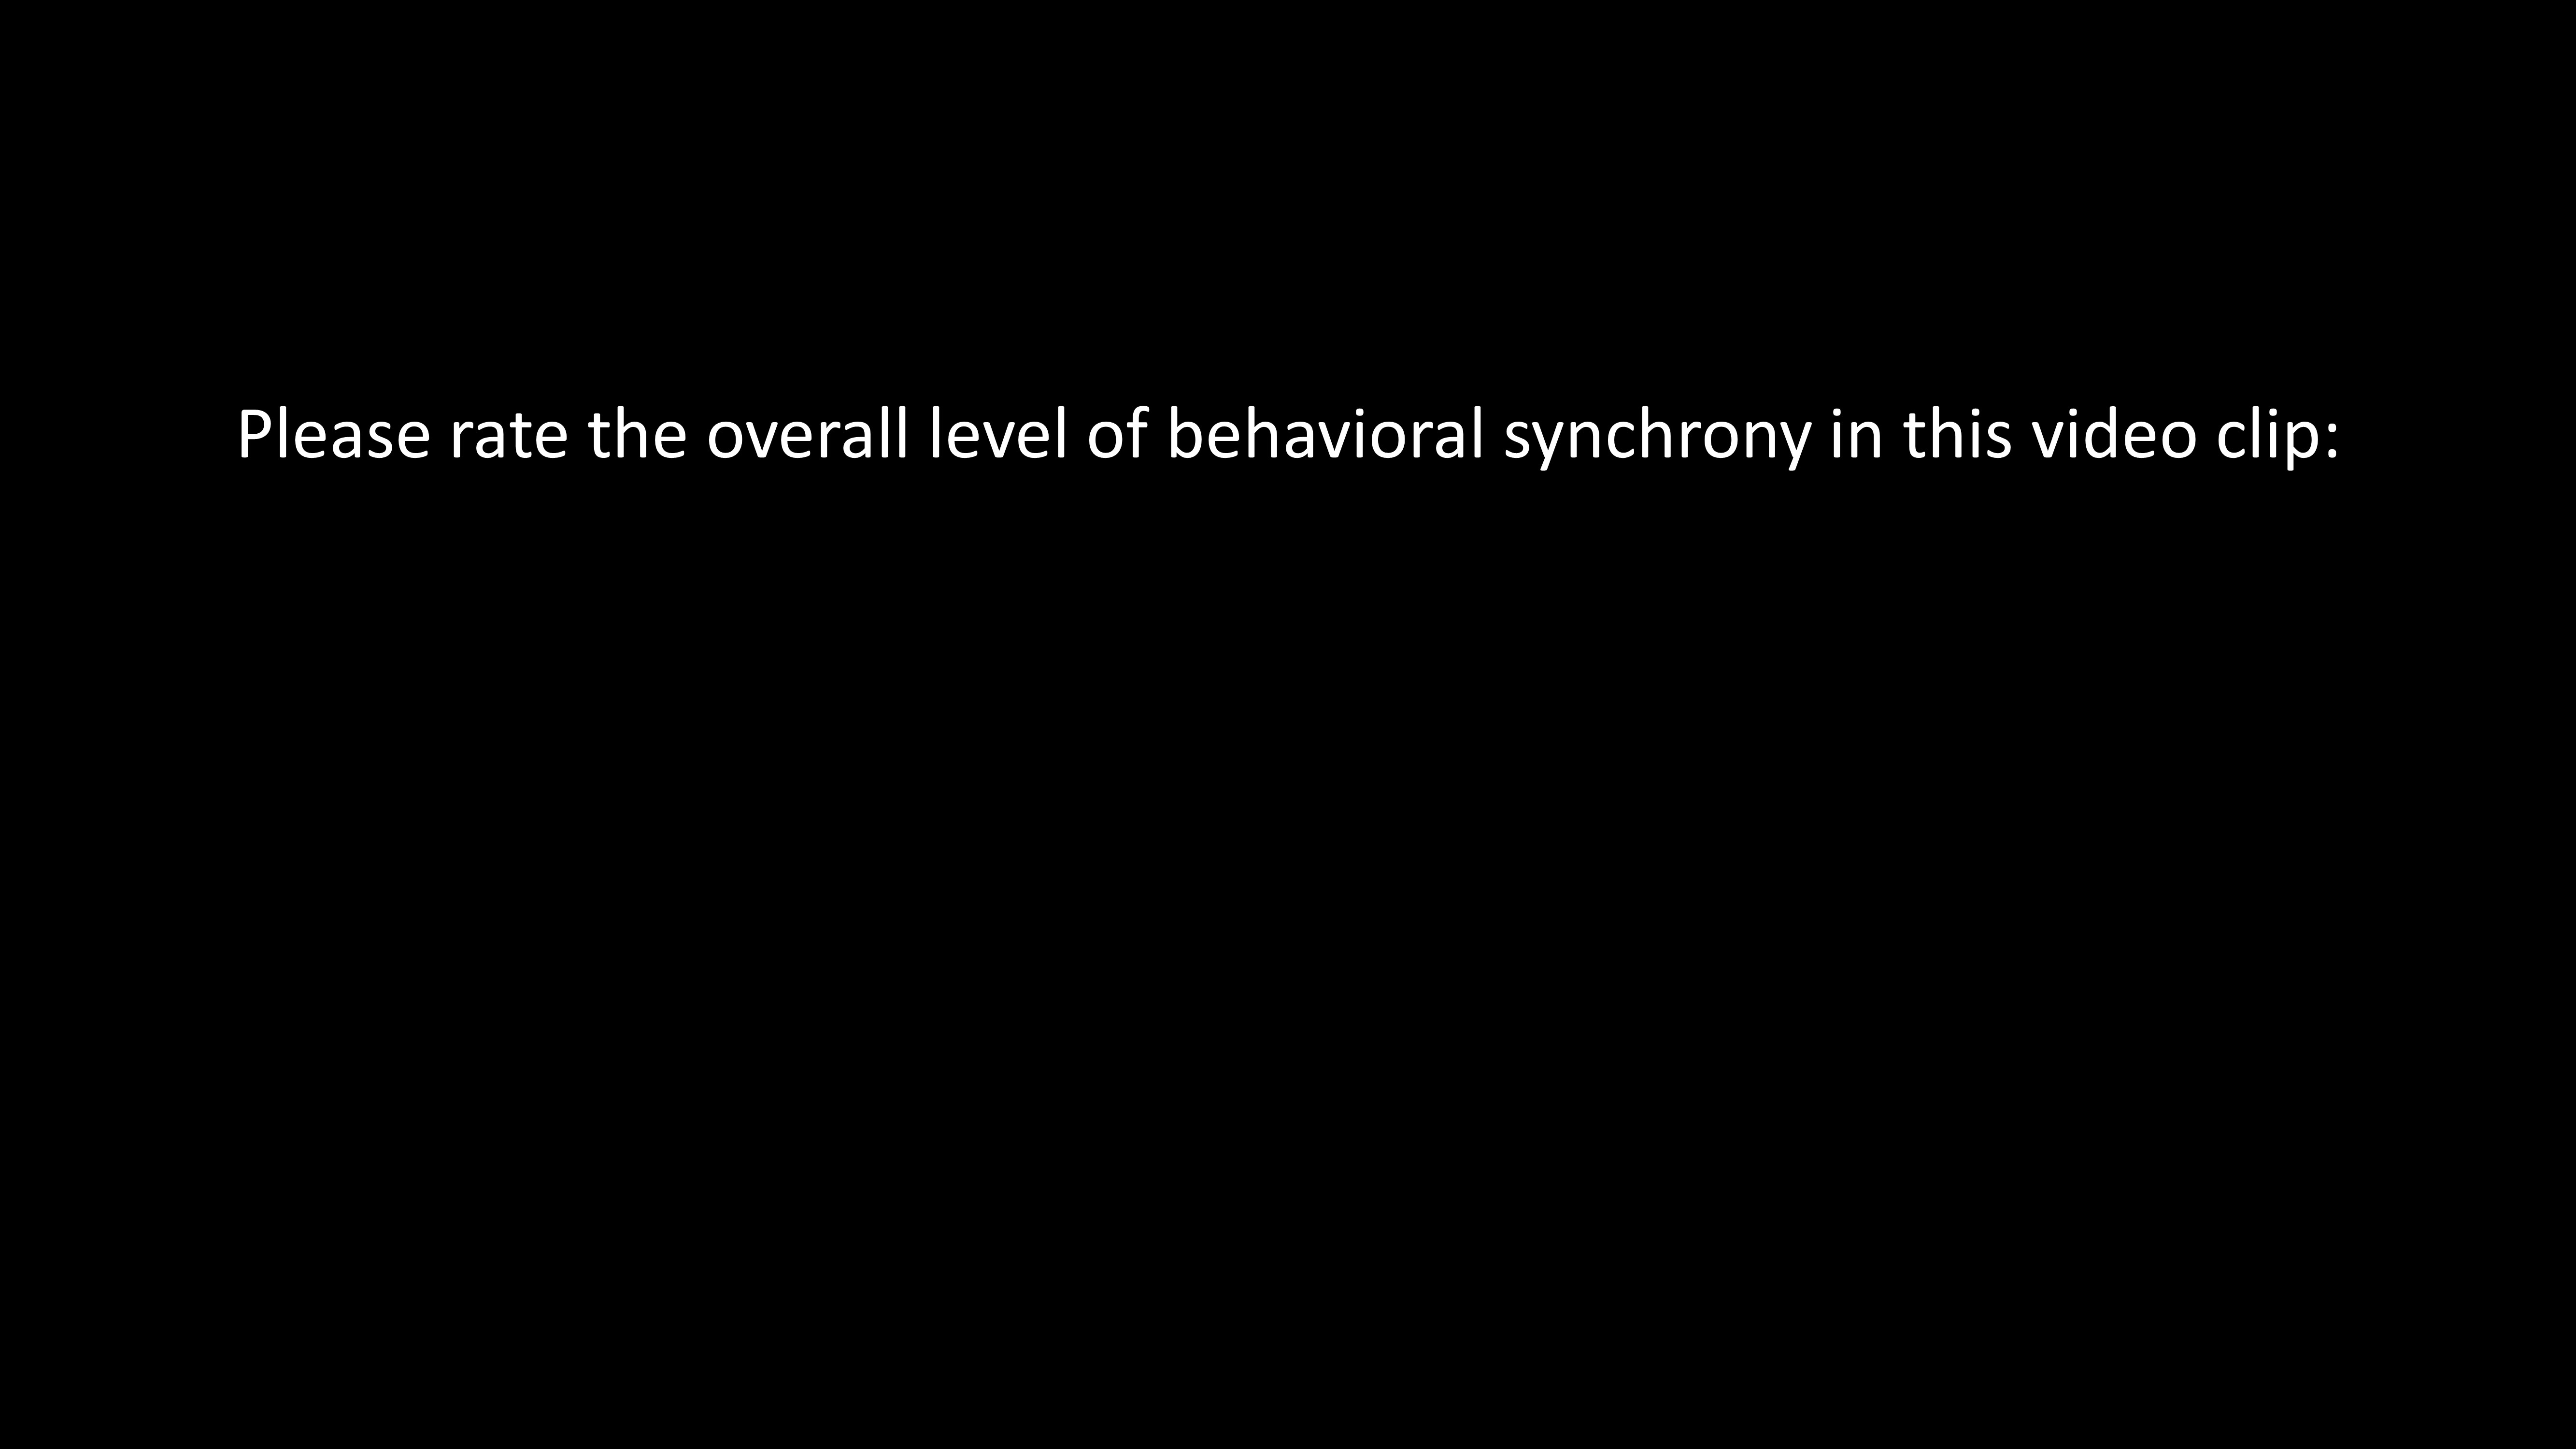 Please rate the overall level of behavioral synchrony in this video clip: